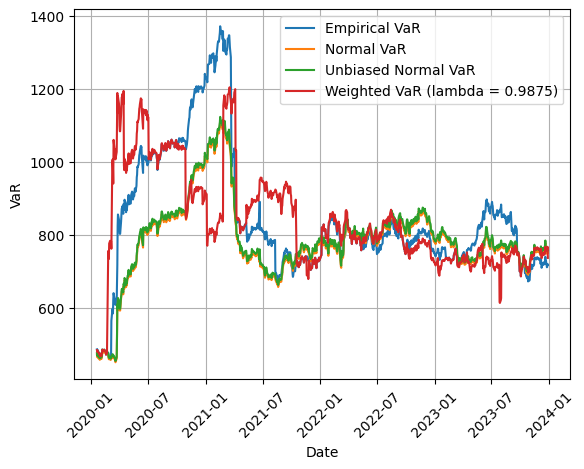 Empirical VaR
Normal VaR
Unbiased Normal VaR
Weighted VaR (lambda = 0.9875)
1400
1200
1000
800
600
VaR
2020-01
2020-07
2021-01
2021-07
2022-01
2022-07
2023-01
2023-07
2024-01
Date